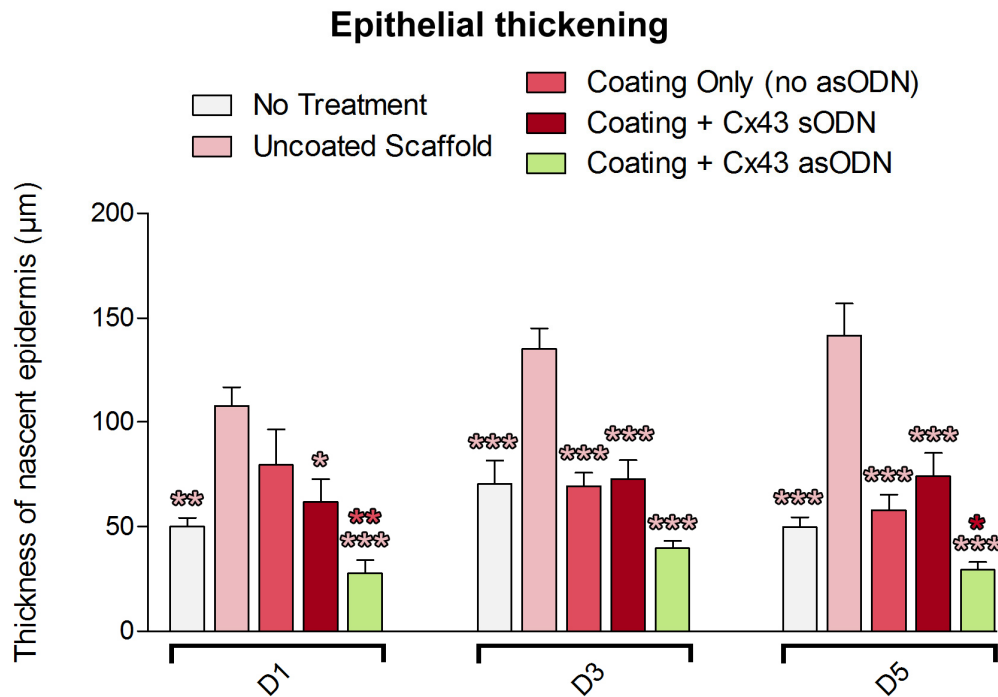 Epithelial thickening
No Treatment
Uncoated Scaffold
Coating Only (no asODN)
Coating + Cx43 sODN
Coating + Cx43 asODN
Thickness of nascent epidermis (µm)
200
150
100
50
0
**
*
**
***
***
***
***
***
***
***
***
*
***
D1
D3
D5